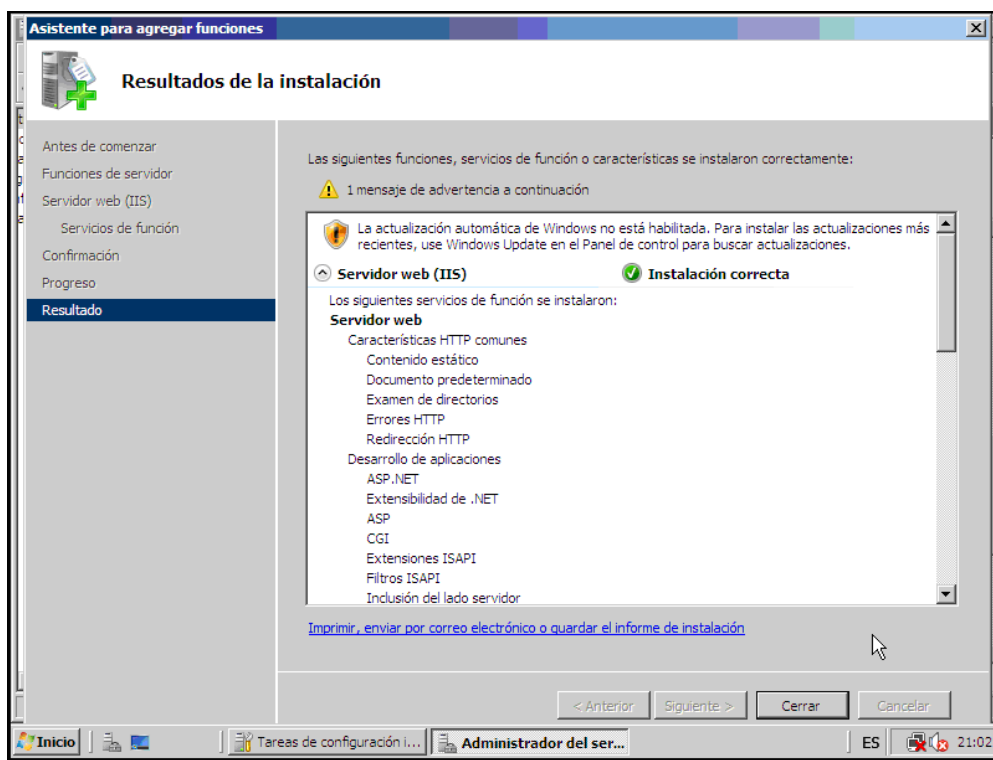 Asistente para agregar funciones
Resultados de la instalación
Antes de comenzar
Funciones de servidor
Servidor web (IIS)
Servicios de función
Confirmación
Progreso
Resultado
Las siguientes funciones, servicios de función o características se instalaron correctamente:
1 mensaje de advertencia a continuación
La actualización automática de Windows no está habilitada. Para instalar las actualizaciones más
recientes, use Windows Update en el Panel de control para buscar actualizaciones.
Servidor web (IIS) Instalación correcta
Los siguientes servicios de función se instalaron:
Servidor web
Características HTTP comunes
Contenido estático
Documento predeterminado
Examen de directorios
Errores HTTP
Redirección HTTP
Desarrollo de aplicaciones
ASP.NET
Extensibilidad de .NET
ASP
CGI
Extensiones ISAPI
Filtros ISAPI
Inclusión del lado servidor
Imprimir, enviar por correo electrónico o guardar el informe de instalación
< Anterior Siguiente > Cerrar Cancelar
Inicio Tareas de configuración i... Administrador del ser... ES 21:02